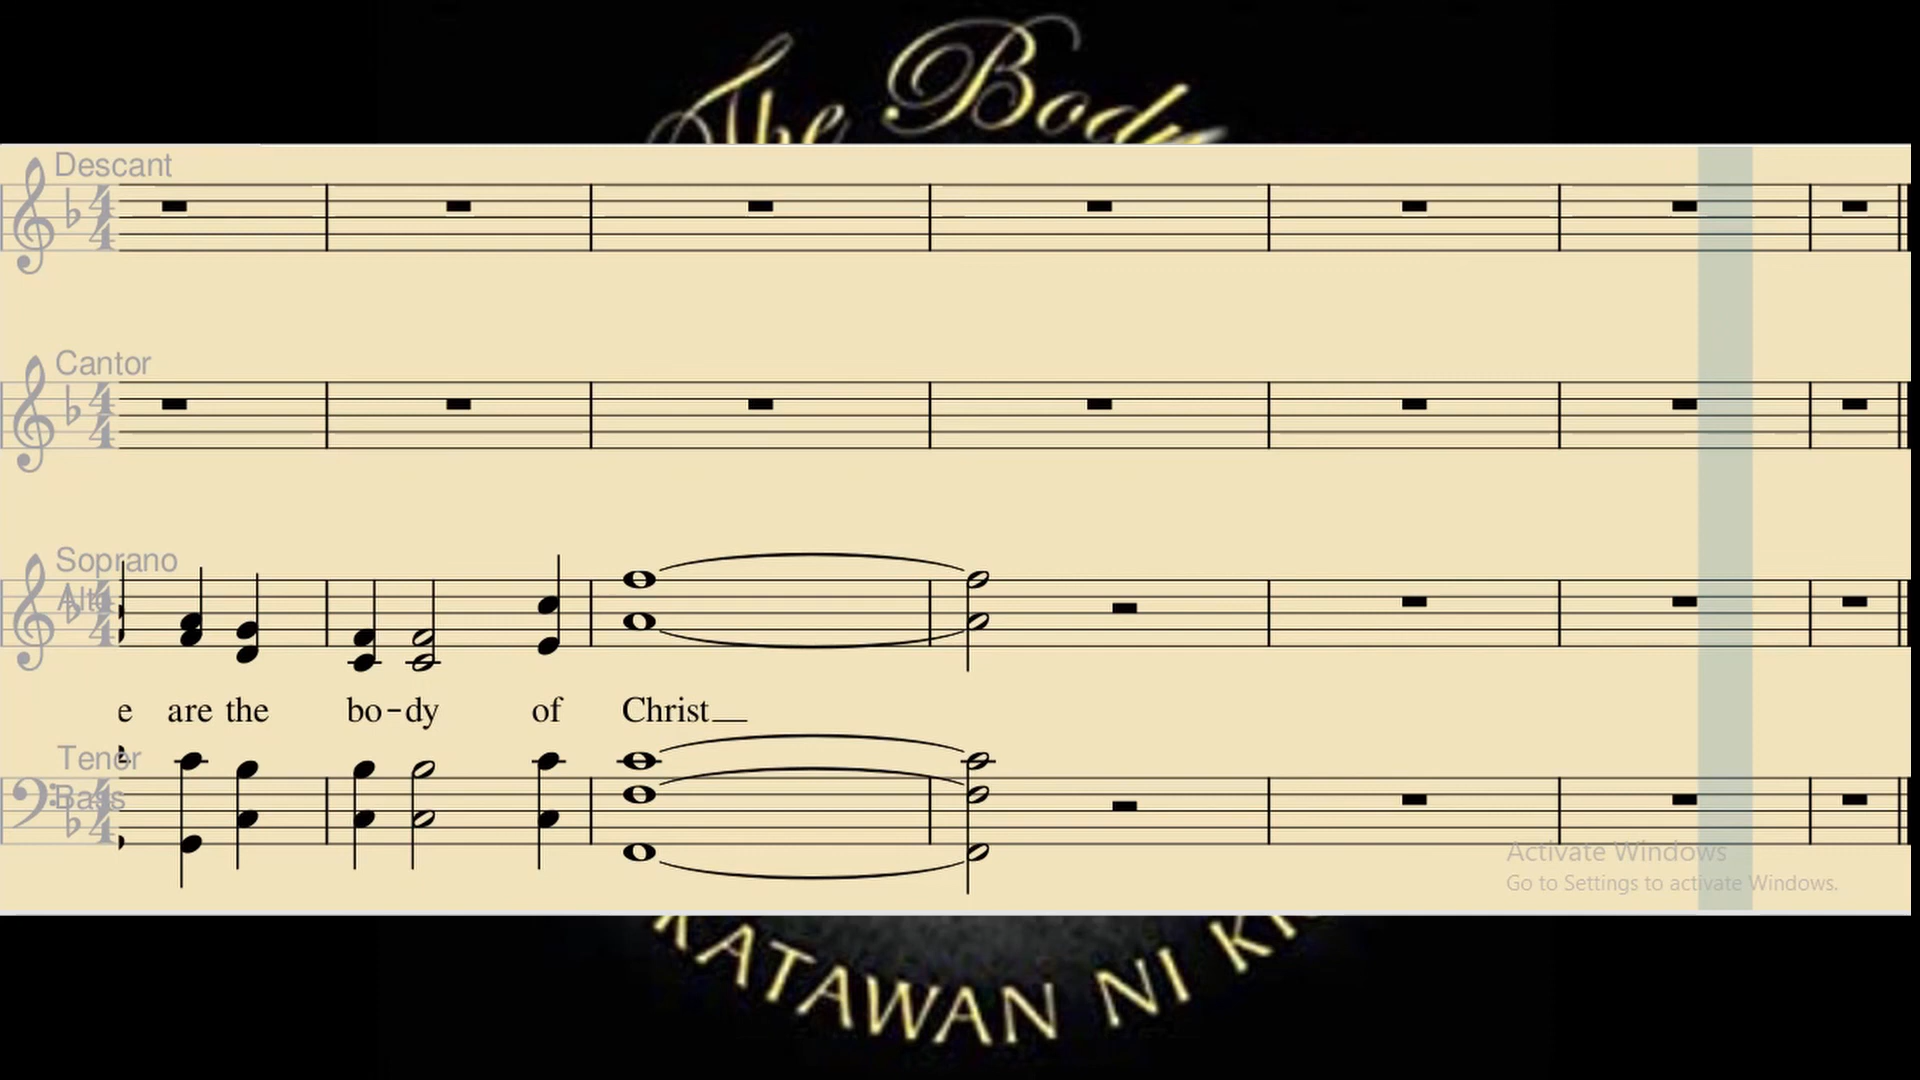 The Body
Descant
Cantor
Soprano
Alto
e are the bo-dy of Christ
Tenor
Bass
Activate Windows
Go to Settings to activate Windows.
KATAWAN NI